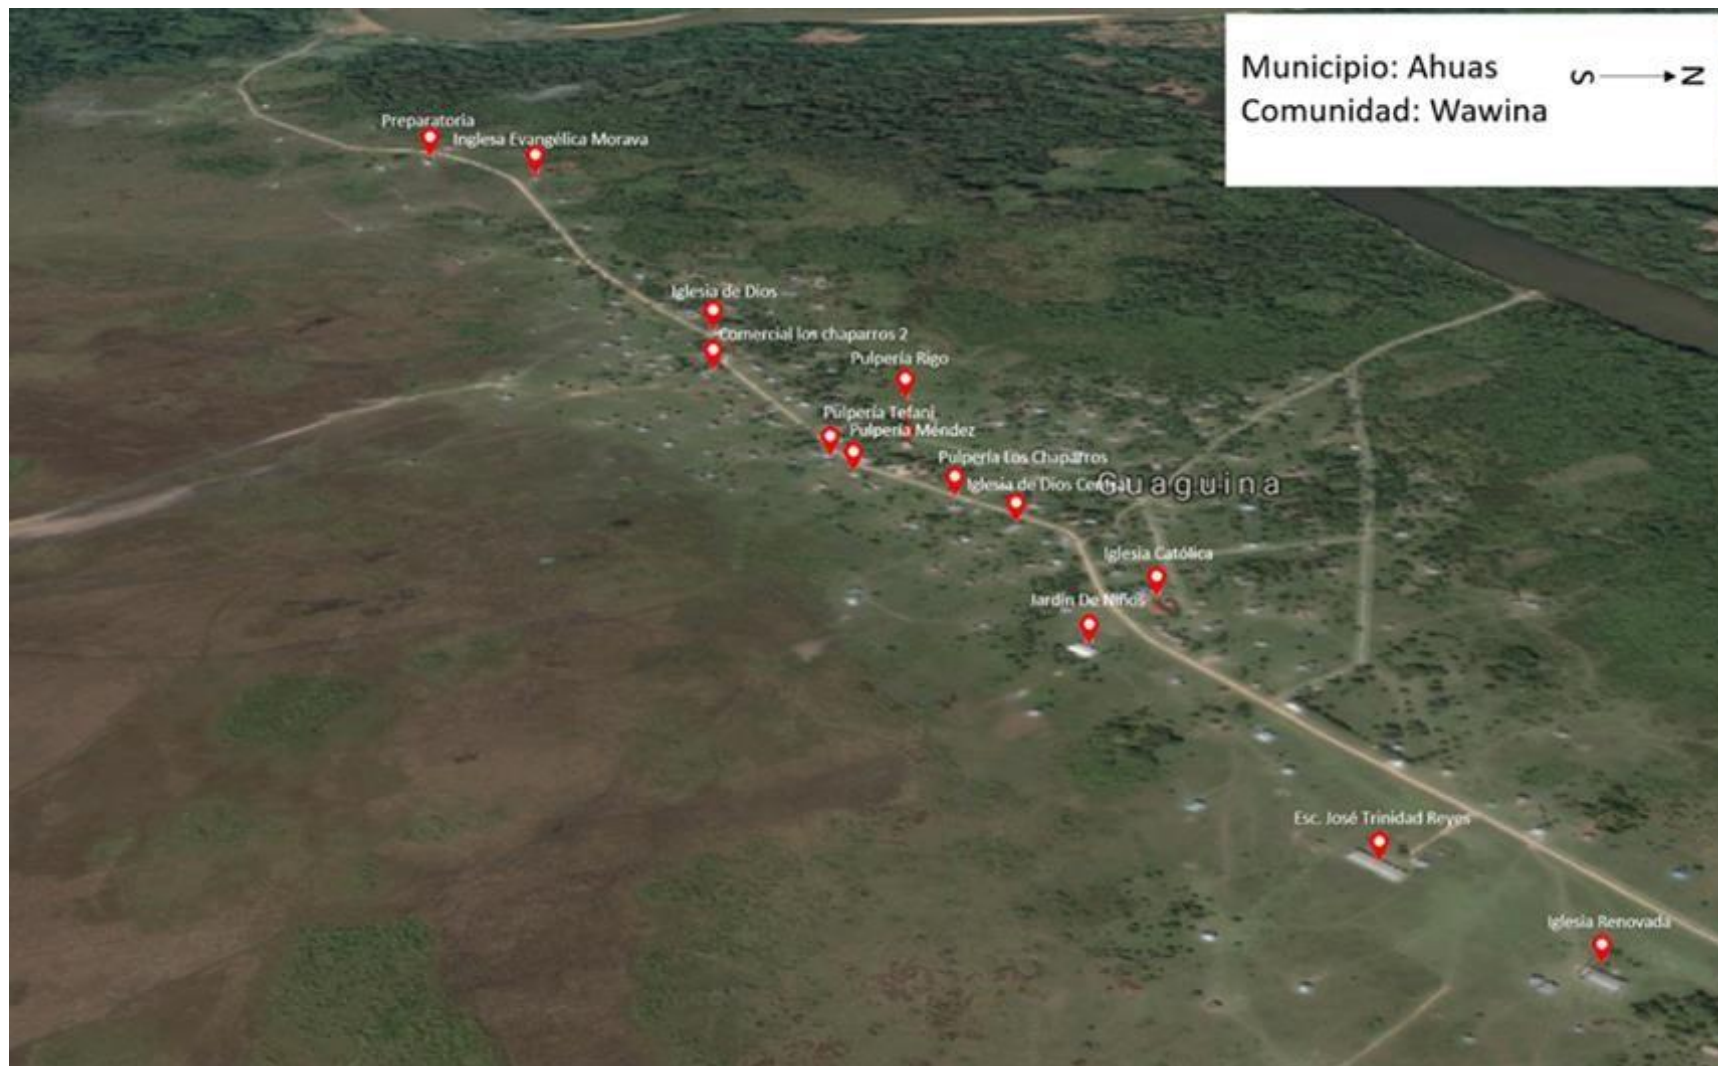 Municipio: Ahuas
Comunidad: Wawina
S N
Preparatoria
Inglesa Evangélica Morava
Iglesia de Dios
Comercial los chaparros 2
Pulpería Rigo
Pulpería Tefani
Pulpería Méndez
Pulpería Los Chaparros
Iglesia de Dios Central
Guaguina
Iglesia Católica
Jardín De Niños
Esc. José Trinidad Reyes
Iglesia Renovada